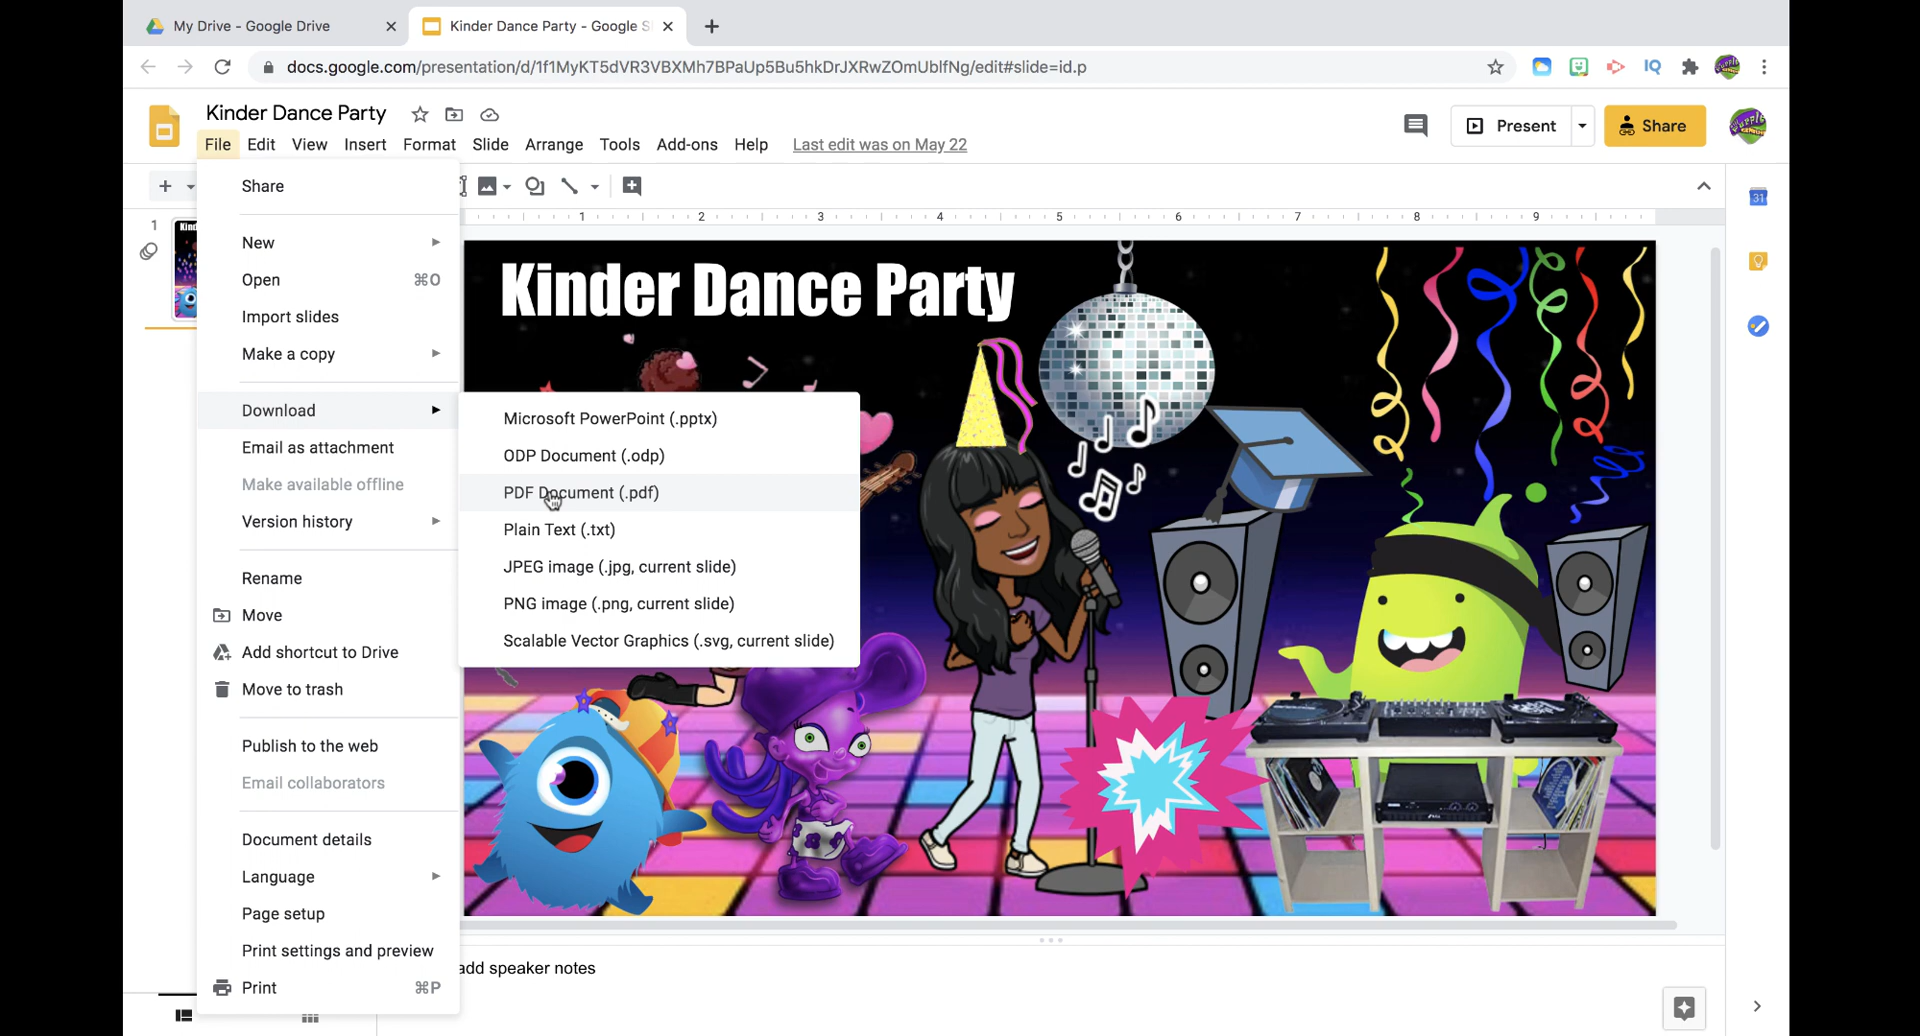 My Drive - Google Drive
Kinder Dance Party - Google S
docs.google.com/presentation/d/1f1MyKT5dVR3VBXMh7BPaUp5Bu5hkDrJXRwZOmUbIfNg/edit#slide=id.p
IQ
Kinder Dance Party
Present
Share
File Edit View Insert Format Slide Arrange Tools Add-ons Help Last edit was on May 22
Share
1 2 3 4 5 6 7 8 9
31
1
Kind
New
Open ⌘O
Import slides
Make a copy
Download
Email as attachment
Make available offline
Version history
Rename
Move
Add shortcut to Drive
Move to trash
Publish to the web
Email collaborators
Document details
Language
Page setup
Print settings and preview
Print ⌘P
Microsoft PowerPoint (.pptx)
ODP Document (.odp)
PDF Document (.pdf)
Plain Text (.txt)
JPEG image (.jpg, current slide)
PNG image (.png, current slide)
Scalable Vector Graphics (.svg, current slide)
Kinder Dance Party
add speaker notes